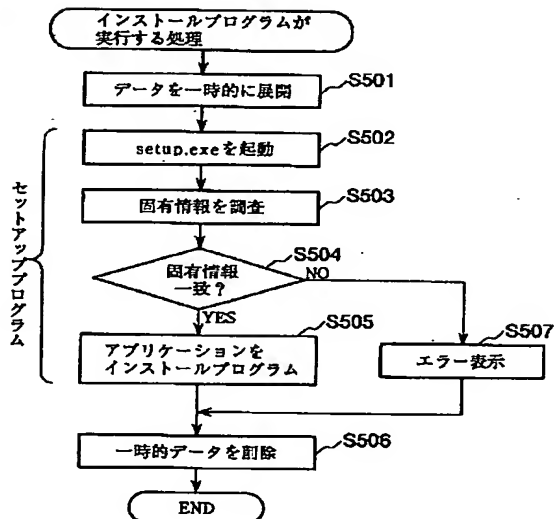 インストールプログラムが
実行する処理
データを一時的に展開
S501
setup.exeを起動
S502
固有情報を調査
S503
セットアッププログラム
固有情報
一致?
S504
NO
YES
アプリケーションを
インストールプログラム
S505
エラー表示
S507
一時的データを削除
S506
END